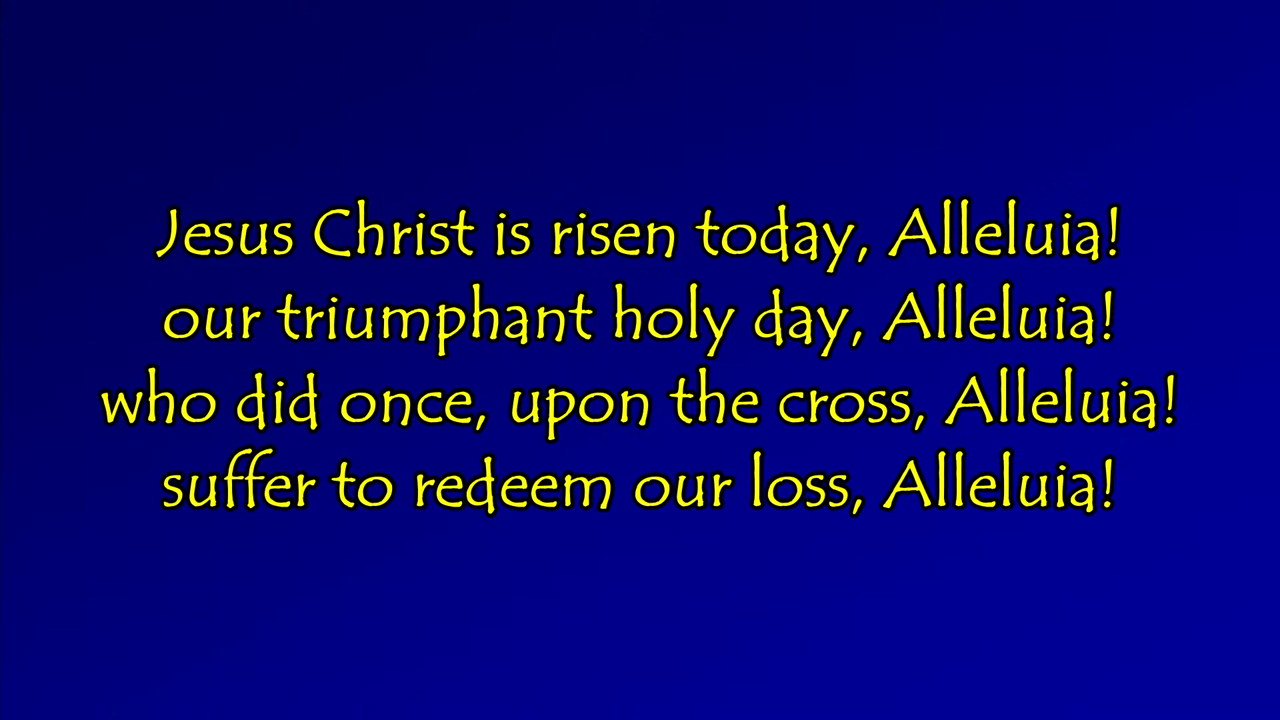 Jesus Christ is risen today, Alleluia!
our triumphant holy day, Alleluia!
who did once, upon the cross, Alleluia!
suffer to redeem our loss, Alleluia!